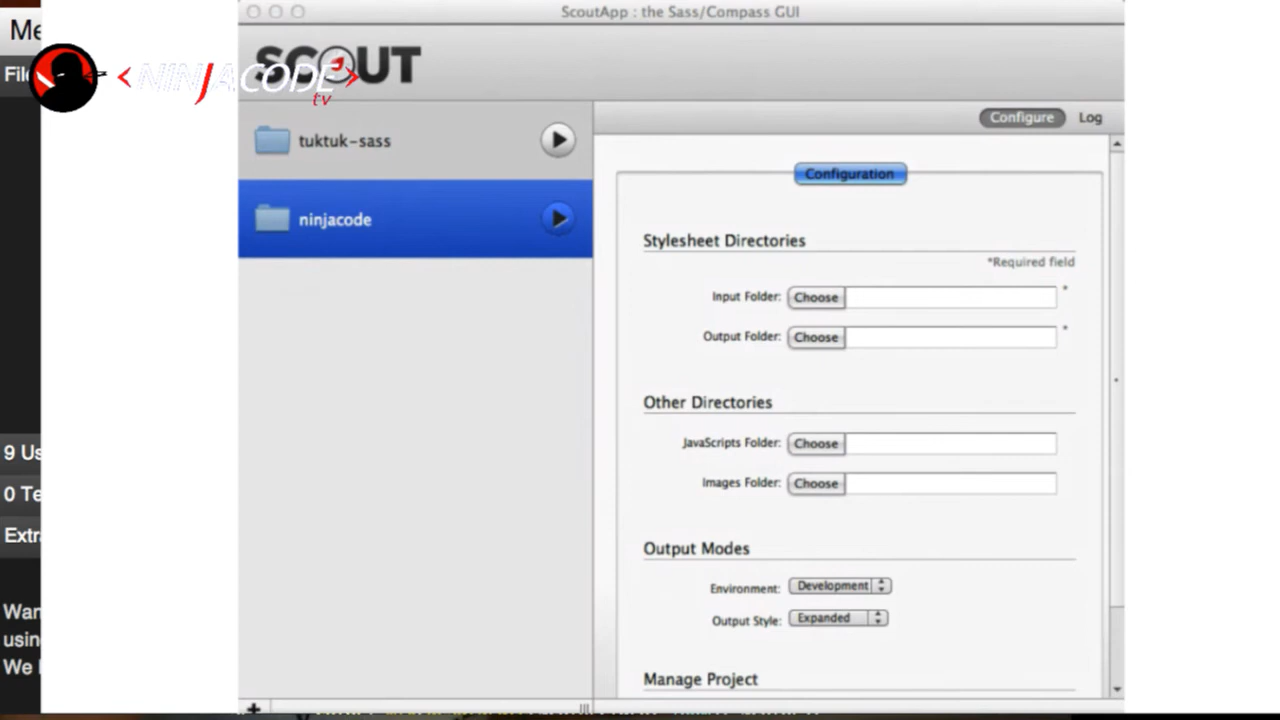 ScoutApp : the Sass/Compass GUI
Me
SCOUT
File
<NINJACODE>
tv
Configure
Log
tuktuk-sass
Configuration
ninjacode
Stylesheet Directories
*Required field
Input Folder: Choose *
Output Folder: Choose *
Other Directories
JavaScripts Folder: Choose
Images Folder: Choose
Output Modes
Environment: Development
Output Style: Expanded
Manage Project
9 Us
0 Te
Extr
Wan
using
We